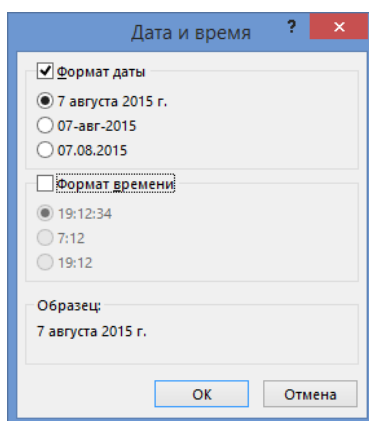 Дата и время ? ×
Формат даты
7 августа 2015 г.
07-авг-2015
07.08.2015
Формат времени
19:12:34
7:12
19:12
Образец:
7 августа 2015 г.
ОК Отмена